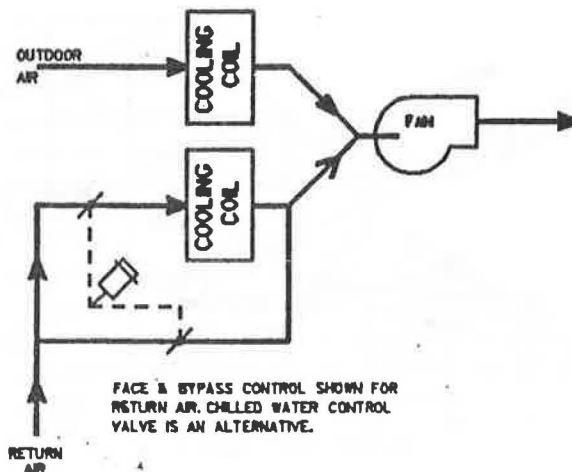 OUTDOOR
AIR
COOLING
COIL
FAN
COOLING
COIL
FACE & BYPASS CONTROL SHOWN FOR
RETURN AIR. CHILLED WATER CONTROL
VALVE IS AN ALTERNATIVE.
RETURN
AIR